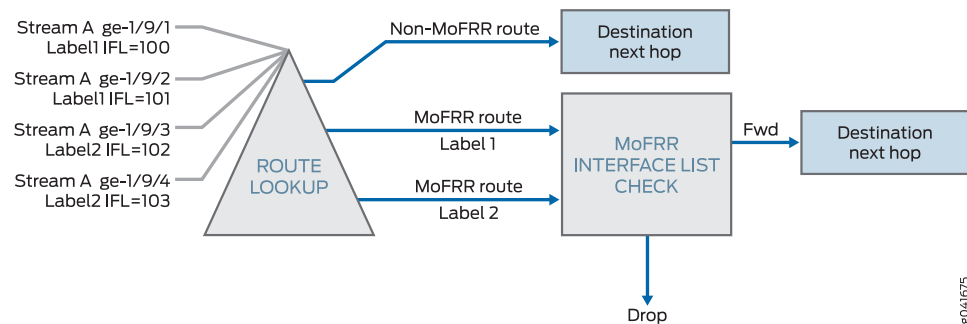 Stream A ge-1/9/1
Label1 IFL=100
Stream A ge-1/9/2
Label1 IFL=101
Stream A ge-1/9/3
Label2 IFL=102
Stream A ge-1/9/4
Label2 IFL=103
ROUTE
LOOKUP
Non-MoFRR route
Destination
next hop
MoFRR route
Label 1
MoFRR route
Label 2
MoFRR
INTERFACE LIST
CHECK
Fwd
Destination
next hop
Drop
g041675